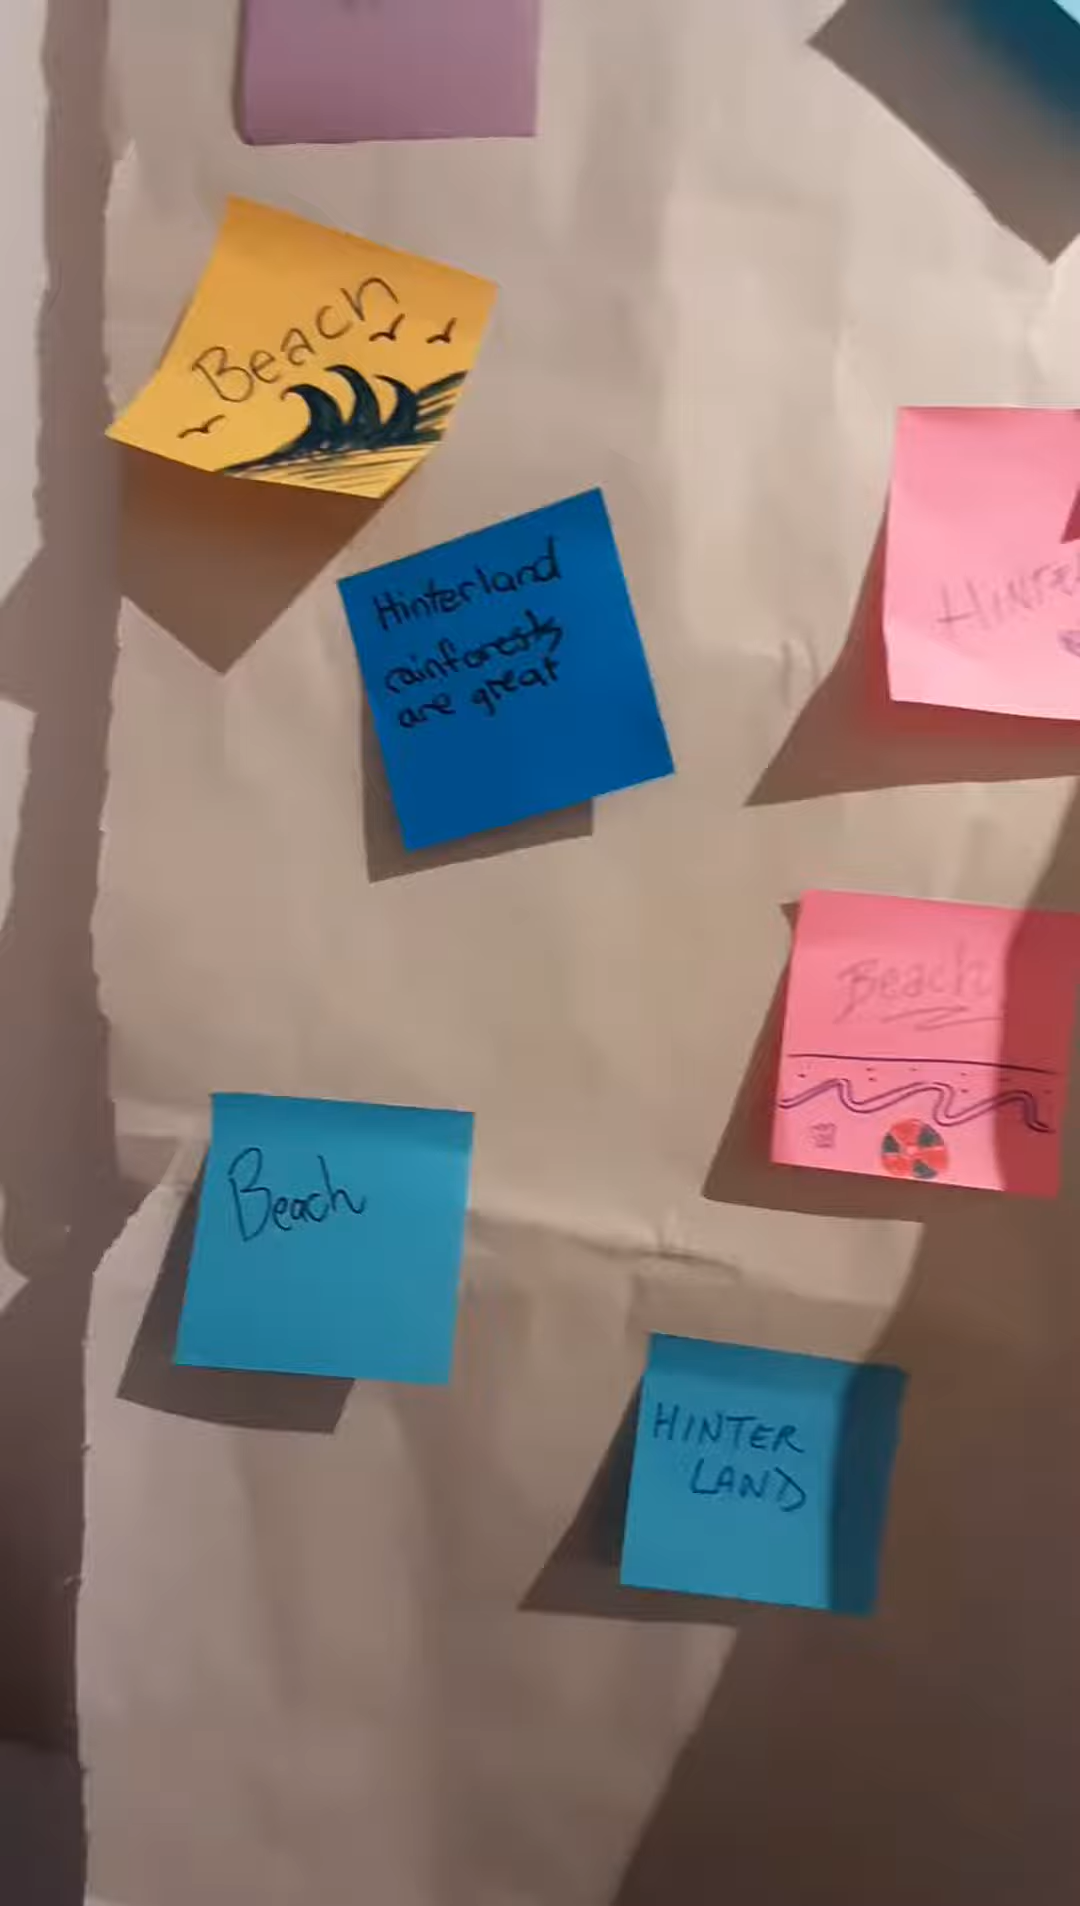 Beach
Hinterland
rainforests
are great
Beach
Beach
HINTER
LAND